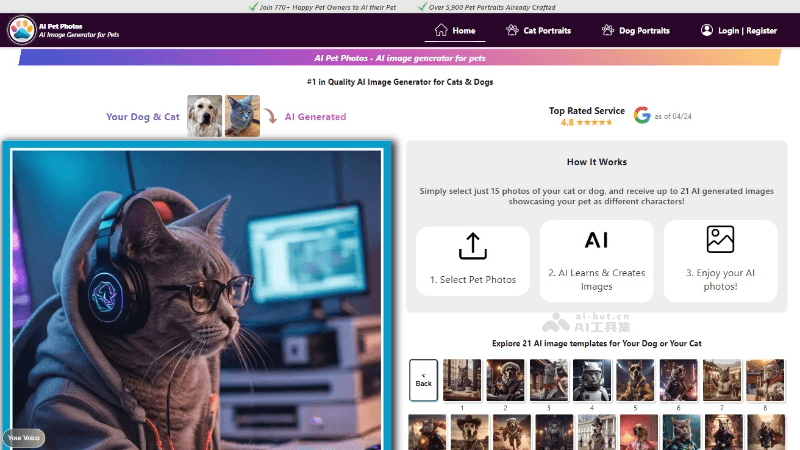 Join 770+ Happy Pet Owners to AI their Pet
Over 5,900 Pet Portraits Already Crafted
AI Pet Photos
AI Image Generator for Pets
Home
Cat Portraits
Dog Portraits
Login | Register
AI Pet Photos - AI image generator for pets
#1 in Quality AI Image Generator for Cats & Dogs
Your Dog & Cat
AI Generated
Top Rated Service
4.8
as of 04/24
How It Works
Simply select just 15 photos of your cat or dog, and receive up to 21 AI generated images
showcasing your pet as different characters!
1. Select Pet Photos
AI
2. AI Learns & Creates
Images
3. Enjoy your AI
photos!
ai-bot.cn
AI工具集
Explore 21 AI image templates for Your Dog or Your Cat
<
Back
1
2
3
4
5
6
7
8
Your Voice